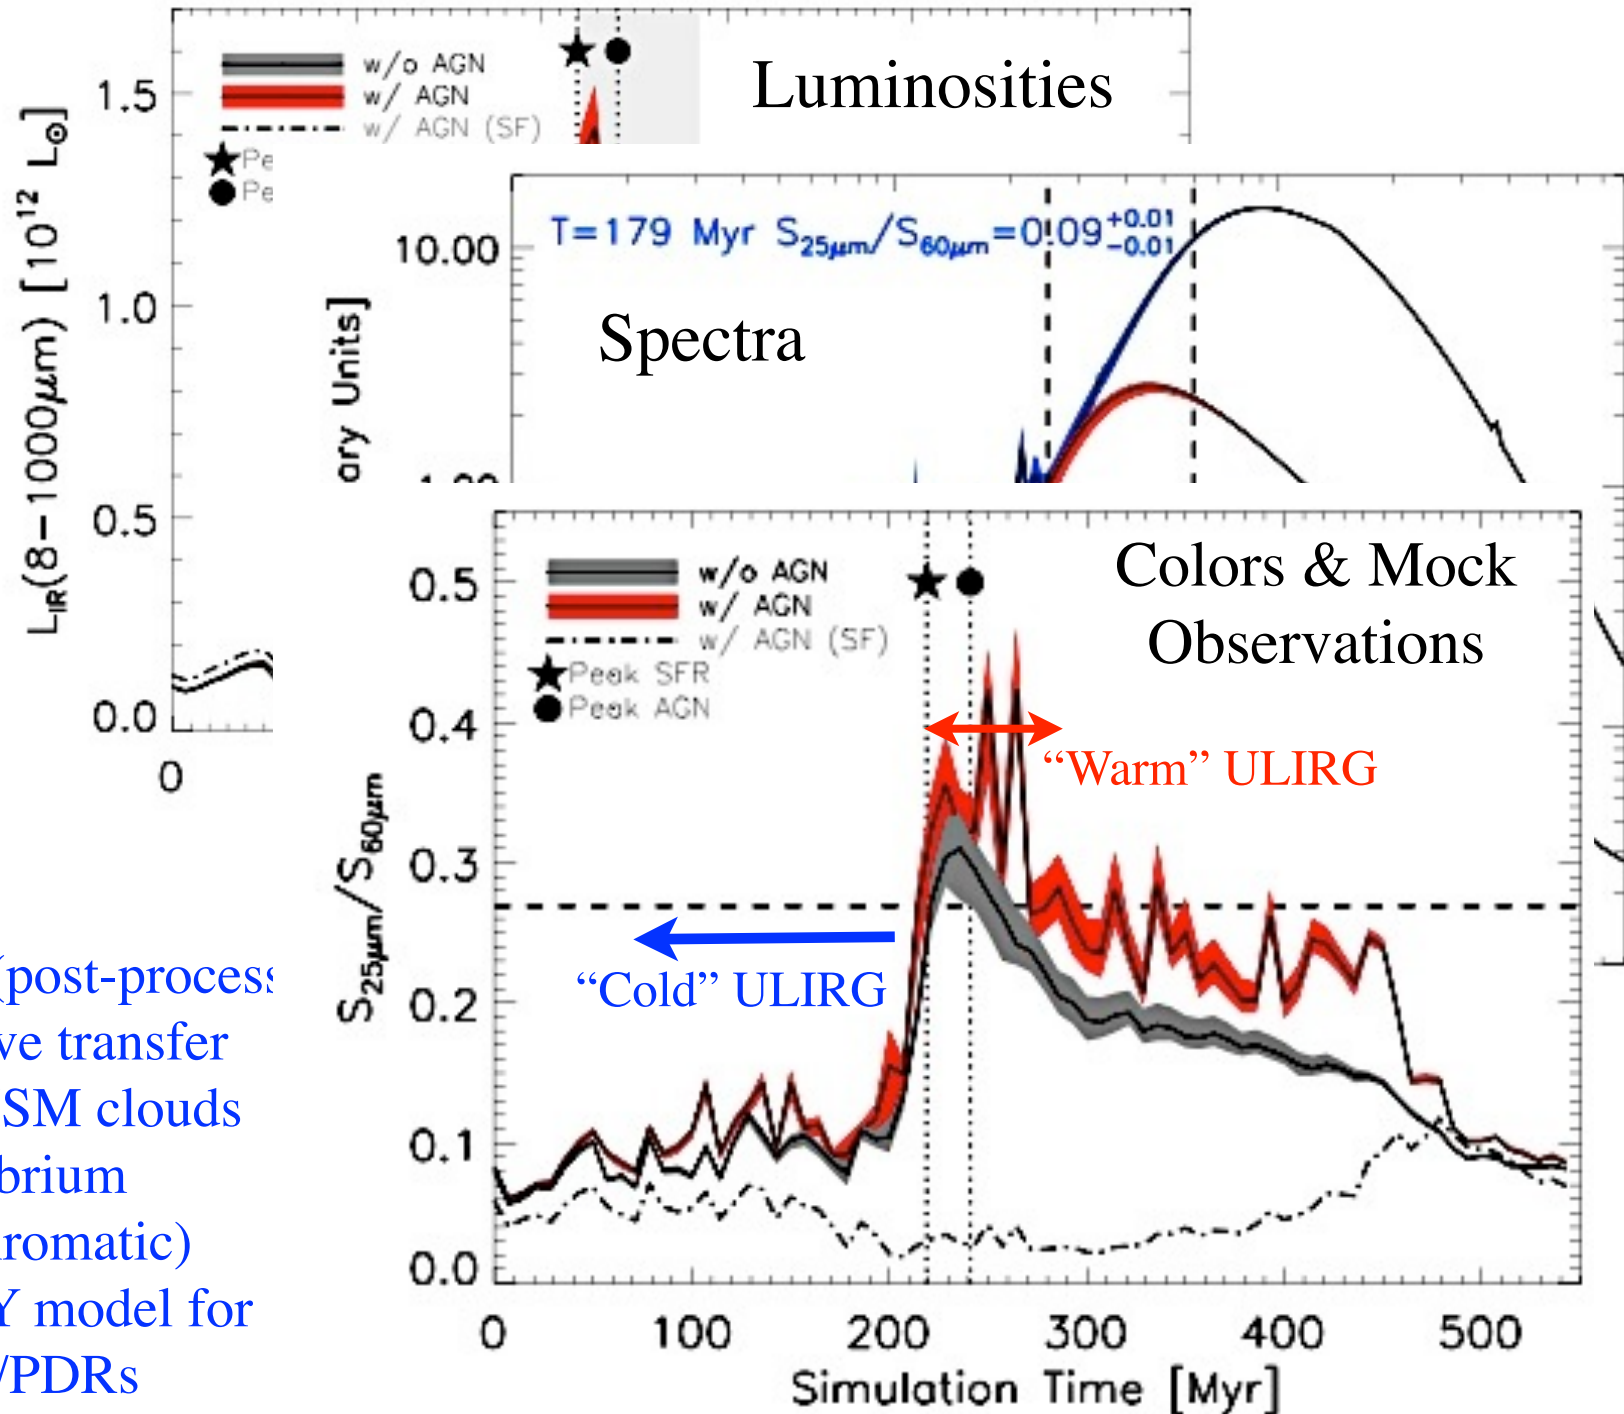 Luminosities
w/o AGN
w/ AGN
w/ AGN (SF)
Pe
Pe
L_IR(8-1000μm) [10^12 L⊙]
1.5
1.0
0.5
0.0
0
T=179 Myr S_25μm/S_60μm=0.09 +0.01 -0.01
Spectra
10.00
ary Units]
Colors & Mock
Observations
w/o AGN
w/ AGN
w/ AGN (SF)
Peak SFR
Peak AGN
"Warm" ULIRG
"Cold" ULIRG
S_25μm/S_60μm
0.5
0.4
0.3
0.2
0.1
0.0
0 100 200 300 400 500
Simulation Time [Myr]
(post-process
ve transfer
SM clouds
brium
romatic)
Y model for
/PDRs